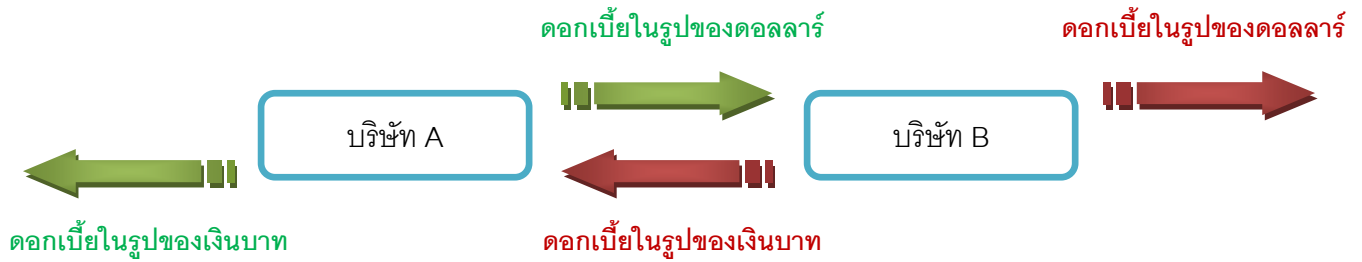 ดอกเบี้ยในรูปของดอลลาร์
ดอกเบี้ยในรูปของดอลลาร์
บริษัท A
บริษัท B
ดอกเบี้ยในรูปของเงินบาท
ดอกเบี้ยในรูปของเงินบาท